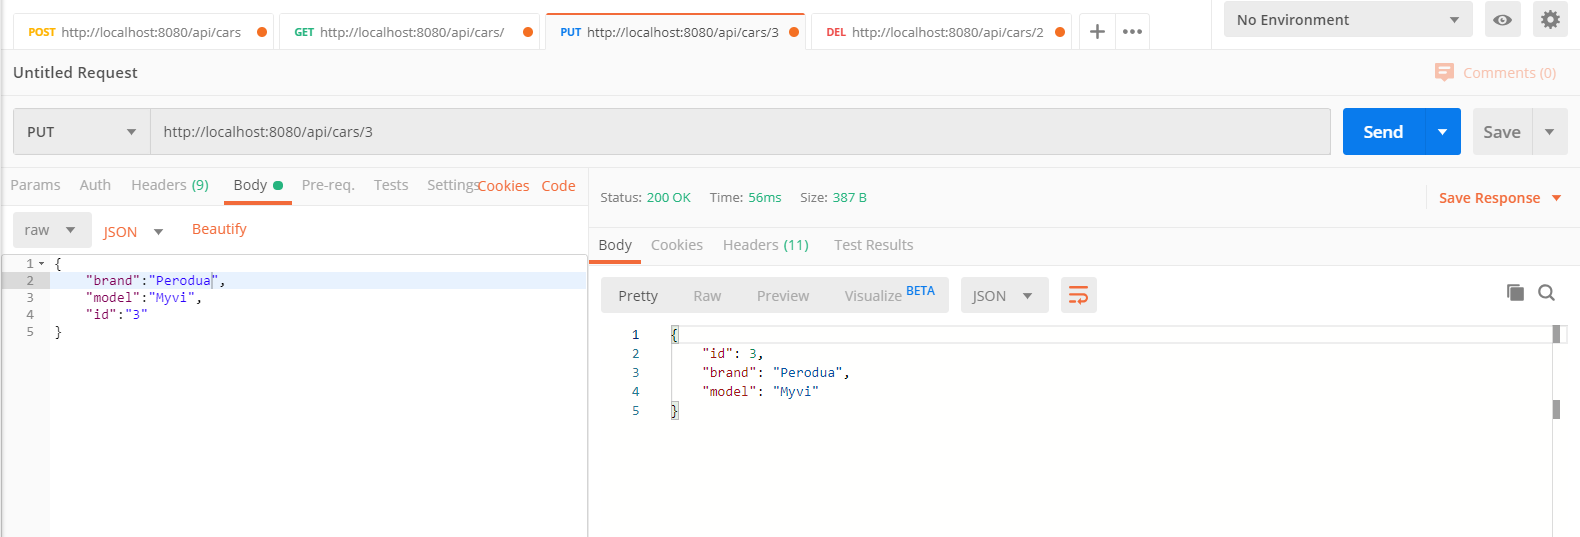 POST http://localhost:8080/api/cars GET http://localhost:8080/api/cars/ PUT http://localhost:8080/api/cars/3 DEL http://localhost:8080/api/cars/2 No Environment
Untitled Request Comments (0)
PUT http://localhost:8080/api/cars/3 Send Save
Params Auth Headers (9) Body Pre-req. Tests Settings Cookies Code
raw JSON Beautify
1 {
2 "brand":"Perodua",
3 "model":"Myvi",
4 "id":"3"
5 }
Status: 200 OK Time: 56ms Size: 387 B Save Response
Body Cookies Headers (11) Test Results
Pretty Raw Preview Visualize BETA JSON
1 {
2 "id": 3,
3 "brand": "Perodua",
4 "model": "Myvi"
5 }